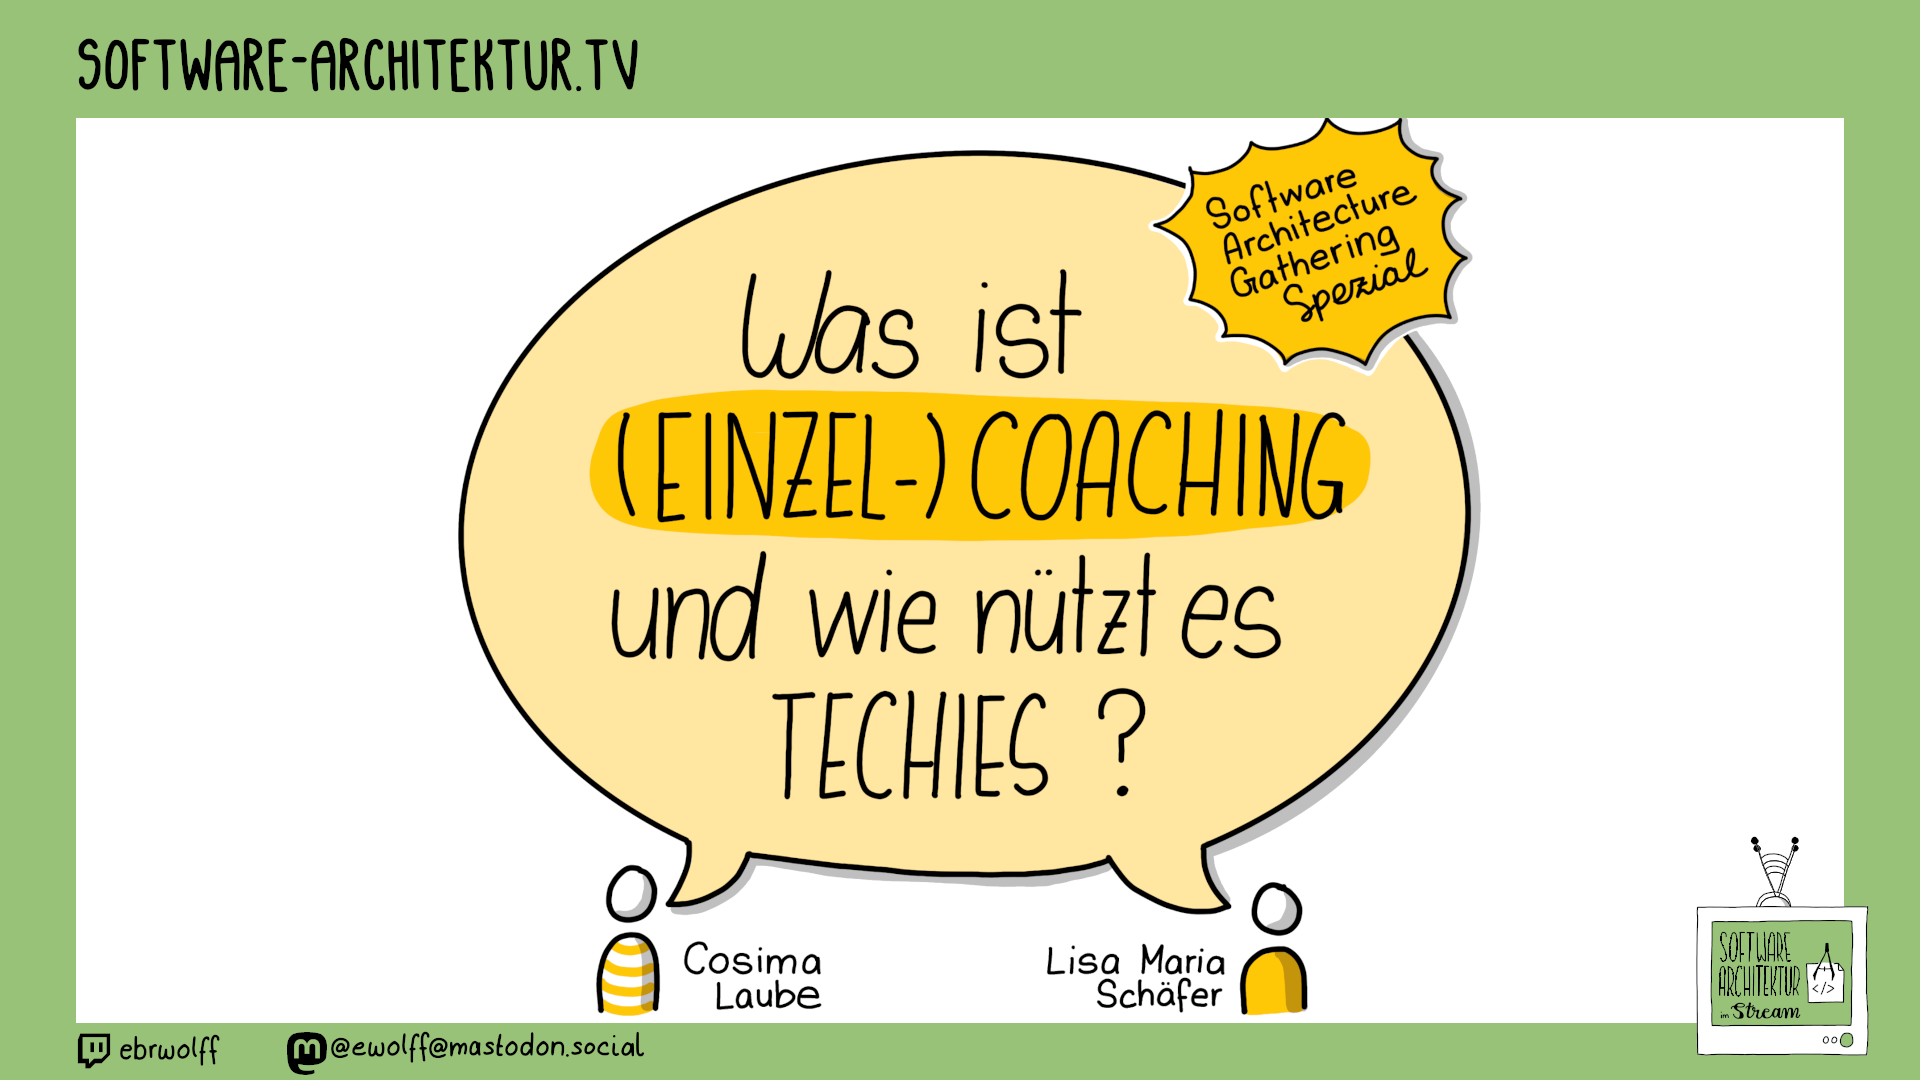 SOFTWARE-ARCHITEKTUR.TV
Software
Architecture
Gathering
Spezial
Was ist
(EINZEL-) COACHING
und wie nützt es
TECHIES ?
Cosima
Laube
Lisa Maria
Schäfer
SOFTWARE
ARCHITEKTUR
</>
im Stream
ebrwolff
@ewolff@mastodon.social